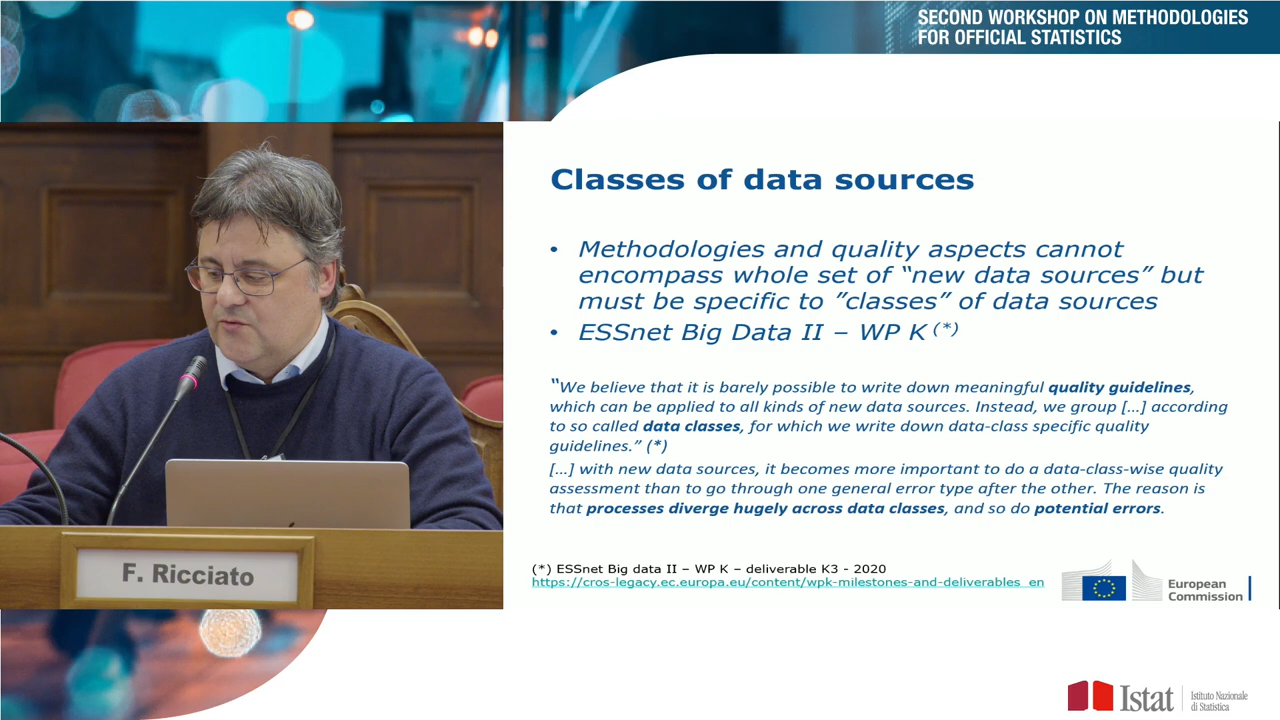 SECOND WORKSHOP ON METHODOLOGIES
FOR OFFICIAL STATISTICS
Classes of data sources
• Methodologies and quality aspects cannot
encompass whole set of “new data sources” but
must be specific to ”classes” of data sources
• ESSnet Big Data II – WP K (*)
“We believe that it is barely possible to write down meaningful quality guidelines,
which can be applied to all kinds of new data sources. Instead, we group [...] according
to so called data classes, for which we write down data-class specific quality
guidelines.” (*)
[...] with new data sources, it becomes more important to do a data-class-wise quality
assessment than to go through one general error type after the other. The reason is
that processes diverge hugely across data classes, and so do potential errors.
(*) ESSnet Big data II – WP K – deliverable K3 - 2020
https://cros-legacy.ec.europa.eu/content/wpk-milestones-and-deliverables_en
European
Commission
F. Ricciato
Istat
Istituto Nazionale
di Statistica